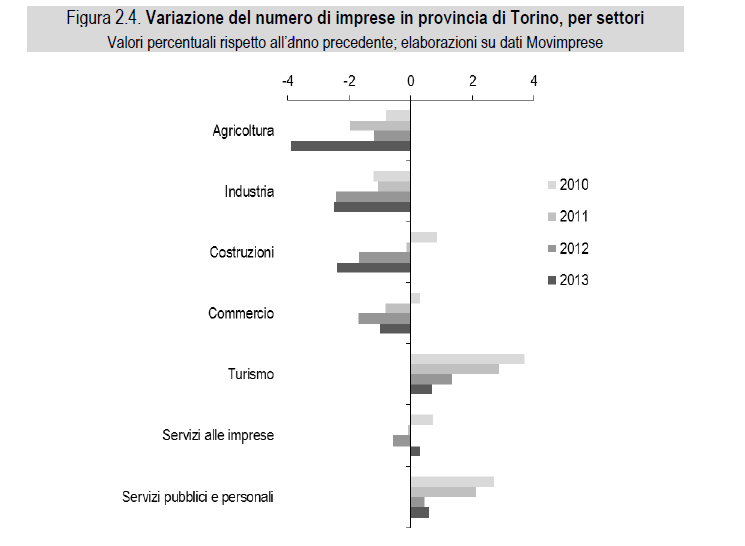 Figura 2.4. Variazione del numero di imprese in provincia di Torino, per settori
Valori percentuali rispetto all'anno precedente; elaborazioni su dati Movimprese
-4 -2 0 2 4
Agricoltura
Industria
Costruzioni
Commercio
Turismo
Servizi alle imprese
Servizi pubblici e personali
2010
2011
2012
2013